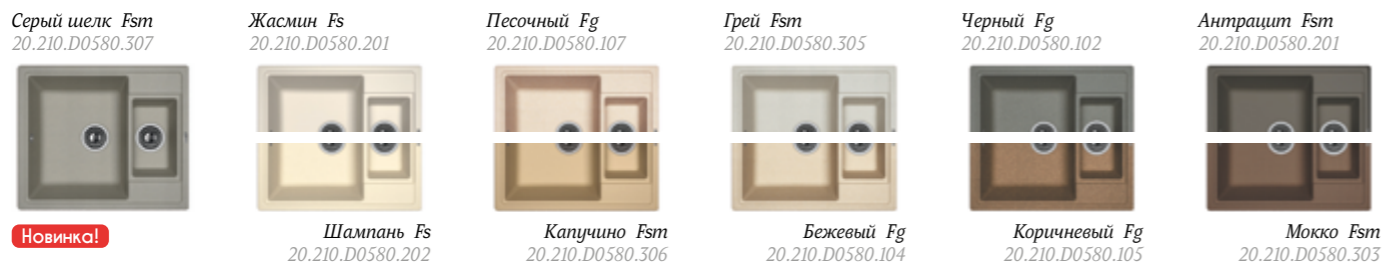 Серый шелк Fsm
20.210.D0580.307
Жасмин Fs
20.210.D0580.201
Песочный Fg
20.210.D0580.107
Грей Fsm
20.210.D0580.305
Черный Fg
20.210.D0580.102
Антрацит Fsm
20.210.D0580.201
Новинка!
Шампань Fs
20.210.D0580.202
Капучино Fsm
20.210.D0580.306
Бежевый Fg
20.210.D0580.104
Коричневый Fg
20.210.D0580.105
Мокко Fsm
20.210.D0580.303